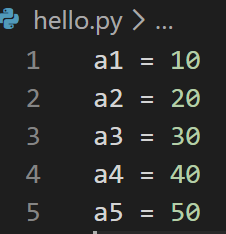 hello.py > ...
1 a1 = 10
2 a2 = 20
3 a3 = 30
4 a4 = 40
5 a5 = 50